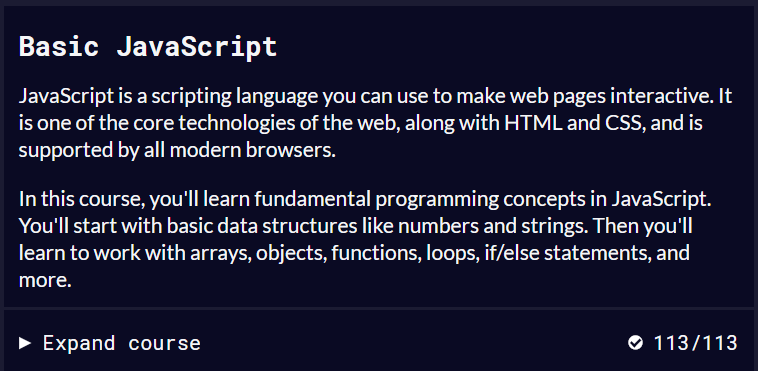 Basic JavaScript
JavaScript is a scripting language you can use to make web pages interactive. It
is one of the core technologies of the web, along with HTML and CSS, and is
supported by all modern browsers.
In this course, you'll learn fundamental programming concepts in JavaScript.
You'll start with basic data structures like numbers and strings. Then you'll
learn to work with arrays, objects, functions, loops, if/else statements, and
more.
Expand course 113/113